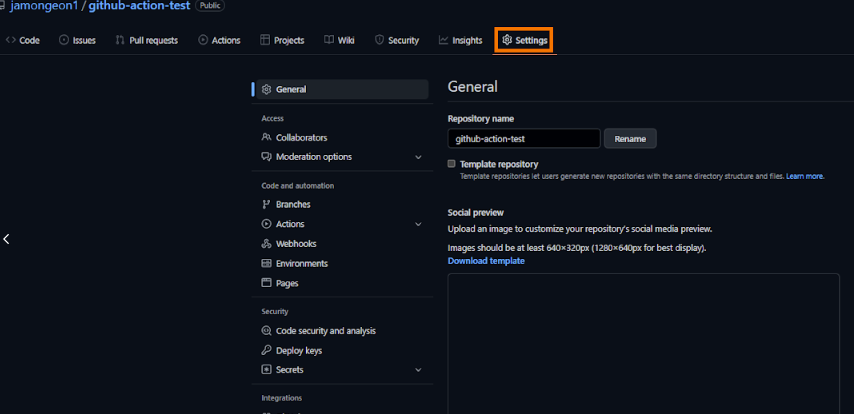 jamongeon1 / github-action-test Public
Code Issues Pull requests Actions Projects Wiki Security Insights Settings
General
Access
Collaborators
Moderation options
Code and automation
Branches
Actions
Webhooks
Environments
Pages
Security
Code security and analysis
Deploy keys
Secrets
Integrations
General
Repository name
github-action-test Rename
Template repository
Template repositories let users generate new repositories with the same directory structure and files. Learn more.
Social preview
Upload an image to customize your repository's social media preview.
Images should be at least 640×320px (1280×640px for best display).
Download template